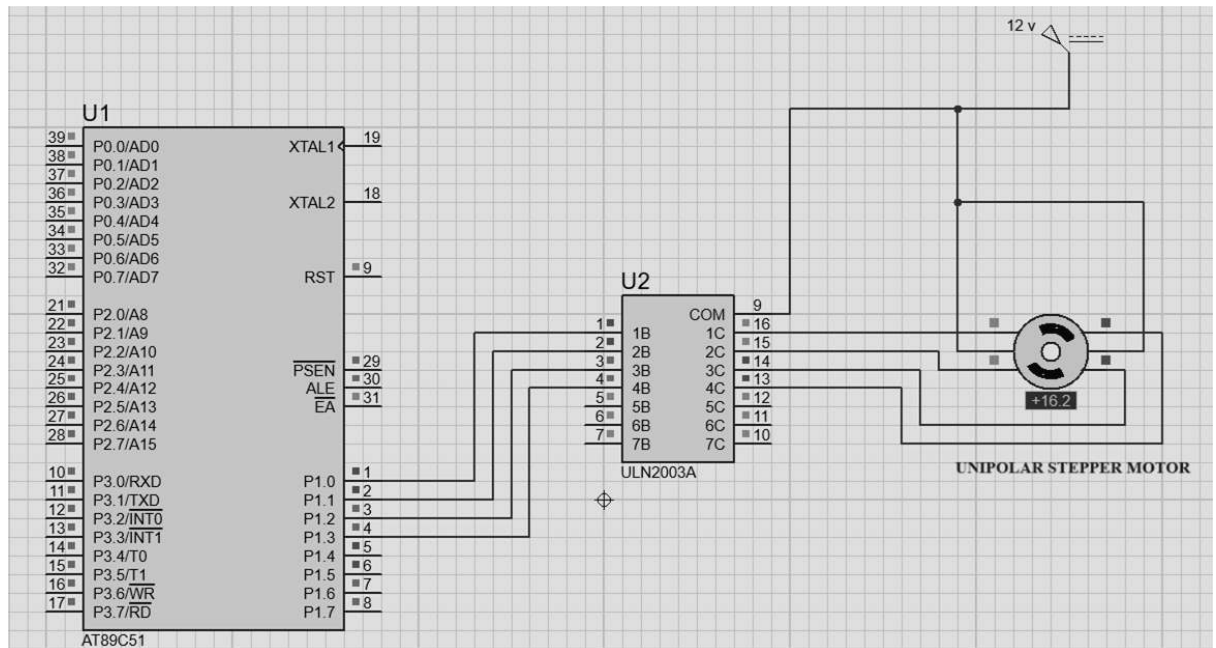 12 v
U1
39 P0.0/AD0 XTAL1 19
38 P0.1/AD1
37 P0.2/AD2
36 P0.3/AD3 XTAL2 18
35 P0.4/AD4
34 P0.5/AD5
33 P0.6/AD6
32 P0.7/AD7 RST 9
21 P2.0/A8
22 P2.1/A9
23 P2.2/A10
24 P2.3/A11 PSEN 29
25 P2.4/A12 ALE 30
26 P2.5/A13 EA 31
27 P2.6/A14
28 P2.7/A15
10 P3.0/RXD P1.0 1
11 P3.1/TXD P1.1 2
12 P3.2/INT0 P1.2 3
13 P3.3/INT1 P1.3 4
14 P3.4/T0 P1.4 5
15 P3.5/T1 P1.5 6
16 P3.6/WR P1.6 7
17 P3.7/RD P1.7 8
AT89C51
U2
COM 9
1 1B 1C 16
2 2B 2C 15
3 3B 3C 14
4 4B 4C 13
5 5B 5C 12
6 6B 6C 11
7 7B 7C 10
ULN2003A
+16.2
UNIPOLAR STEPPER MOTOR